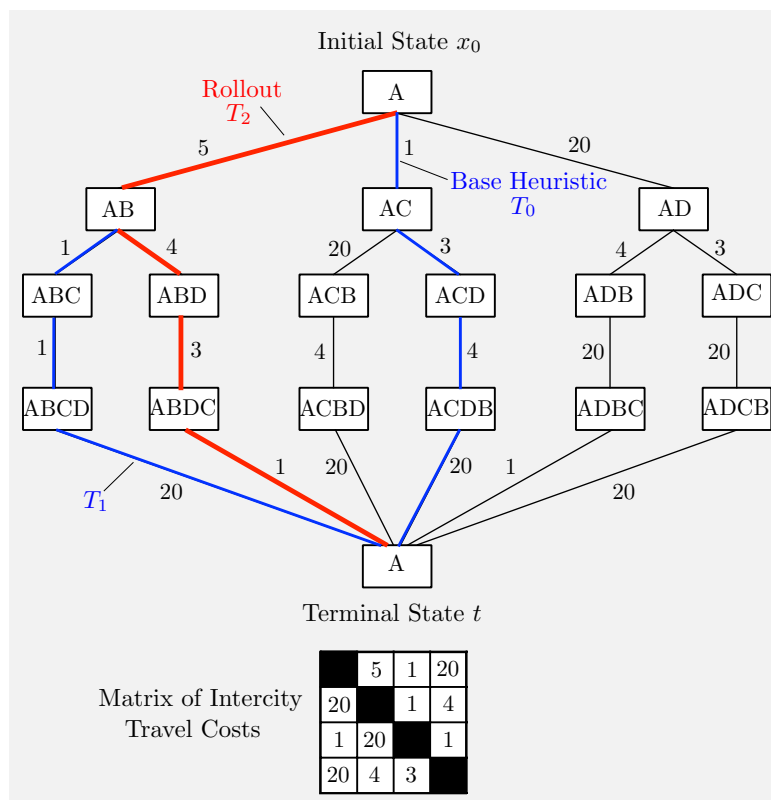 Initial State x₀
A
Rollout
T₂
5
1
20
Base Heuristic
T₀
AB
AC
AD
1
4
20
3
4
3
ABC
ABD
ACB
ACD
ADB
ADC
1
3
4
4
20
20
ABCD
ABDC
ACBD
ACDB
ADBC
ADCB
T₁
20
1
20
20
1
20
A
Terminal State t
Matrix of Intercity
Travel Costs
5 1 20
20 1 4
1 20 1
20 4 3